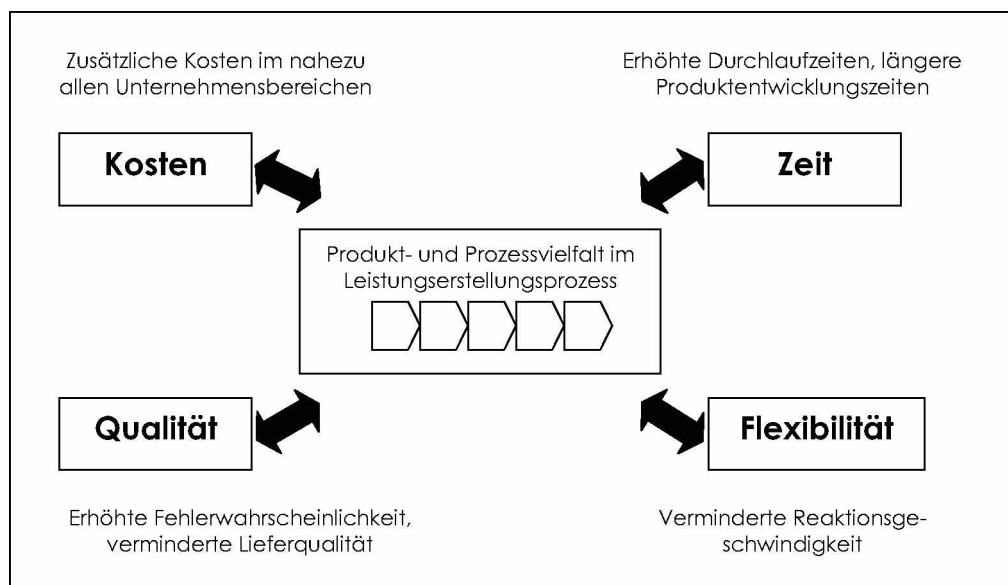 Zusätzliche Kosten im nahezu
allen Unternehmensbereichen
Erhöhte Durchlaufzeiten, längere
Produktentwicklungszeiten
Kosten
Zeit
Produkt- und Prozessvielfalt im
Leistungserstellungsprozess
Qualität
Flexibilität
Erhöhte Fehlerwahrscheinlichkeit,
verminderte Lieferqualität
Verminderte Reaktionsge-
schwindigkeit